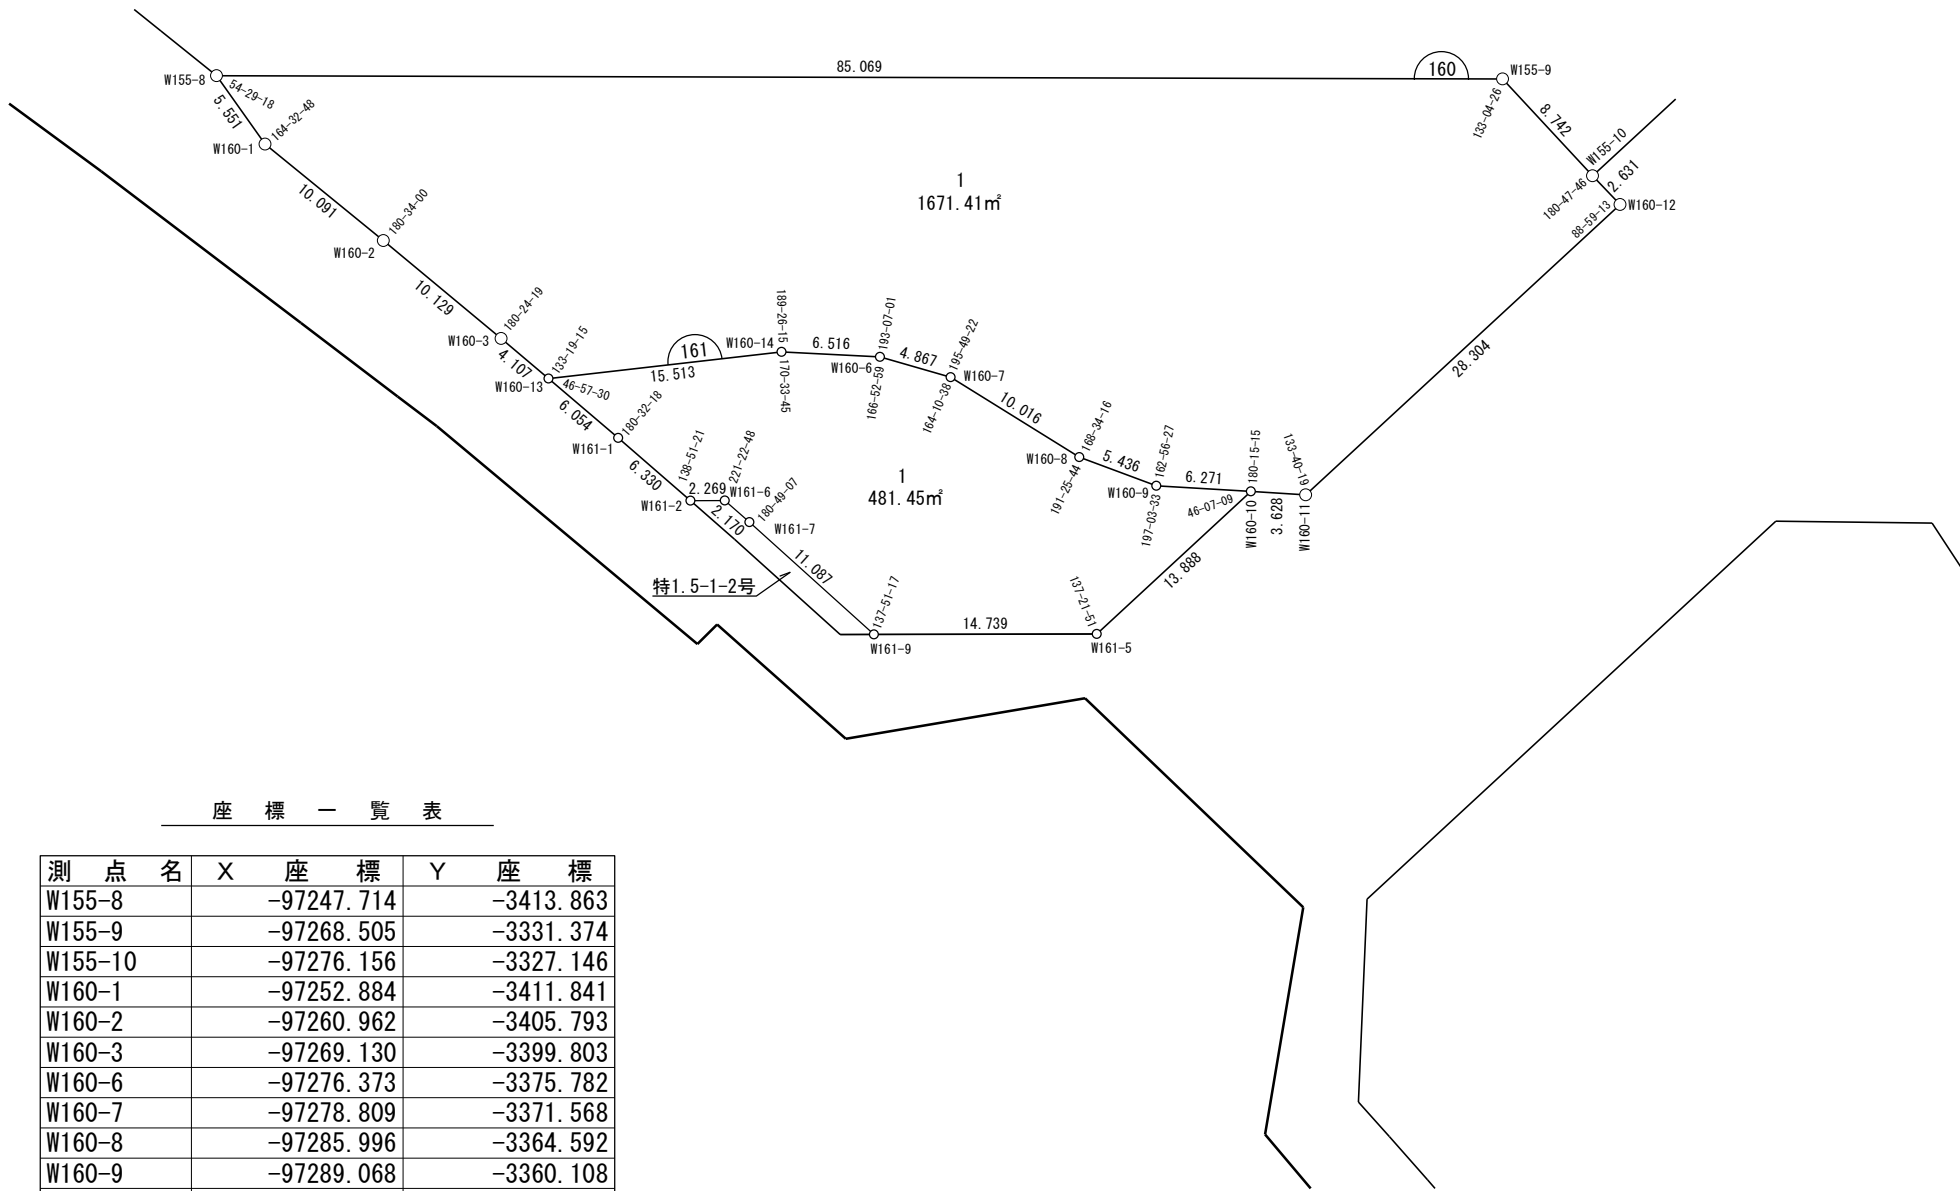 85.069
160
W155-9
W155-8
54-29-18
5.551
164-32-48
W160-1
133-04-26
8.742
W155-10
2.631
180-47-46
88-59-13
W160-12
1
1671.41㎡
10.091
180-34-00
W160-2
10.129
180-24-19
W160-3
4.107
133-19-15
W160-13
46-57-30
161
15.513
W160-14
189-26-15
170-33-45
6.516
193-07-01
W160-6
166-52-59
4.867
195-49-22
W160-7
164-10-38
10.016
168-34-16
W160-8
191-25-44
5.436
162-56-27
W160-9
197-03-33
6.271
180-15-15
46-07-09
W160-10
3.628
133-40-19
W160-11
28.304
6.054
180-32-18
W161-1
6.330
138-51-21
W161-2
2.269
221-22-48
W161-6
2.170
180-49-07
W161-7
1
481.45㎡
11.087
特1.5-1-2号
137-51-17
W161-9
14.739
137-21-51
W161-5
13.888
座標一覧表
測点名 X座標 Y座標
W155-8 -97247.714 -3413.863
W155-9 -97268.505 -3331.374
W155-10 -97276.156 -3327.146
W160-1 -97252.884 -3411.841
W160-2 -97260.962 -3405.793
W160-3 -97269.130 -3399.803
W160-6 -97276.373 -3375.782
W160-7 -97278.809 -3371.568
W160-8 -97285.996 -3364.592
W160-9 -97289.068 -3360.108